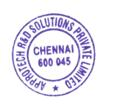 APPROTECH R&D SOLUTIONS PRIVATE LIMITED
CHENNAI
600 045